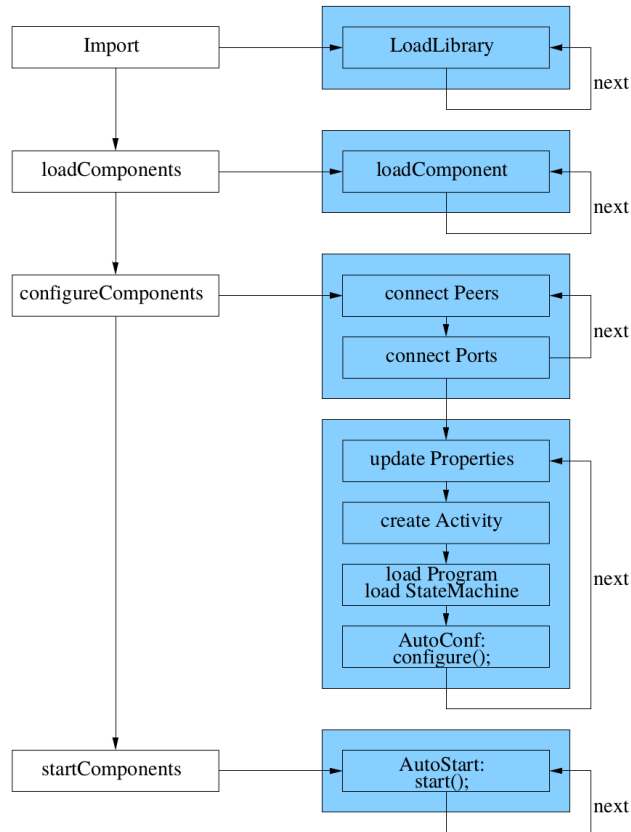 Import
LoadLibrary
next
loadComponents
loadComponent
next
configureComponents
connect Peers
next
connect Ports
update Properties
create Activity
load Program
load StateMachine
next
AutoConf:
configure();
startComponents
AutoStart:
start();
next